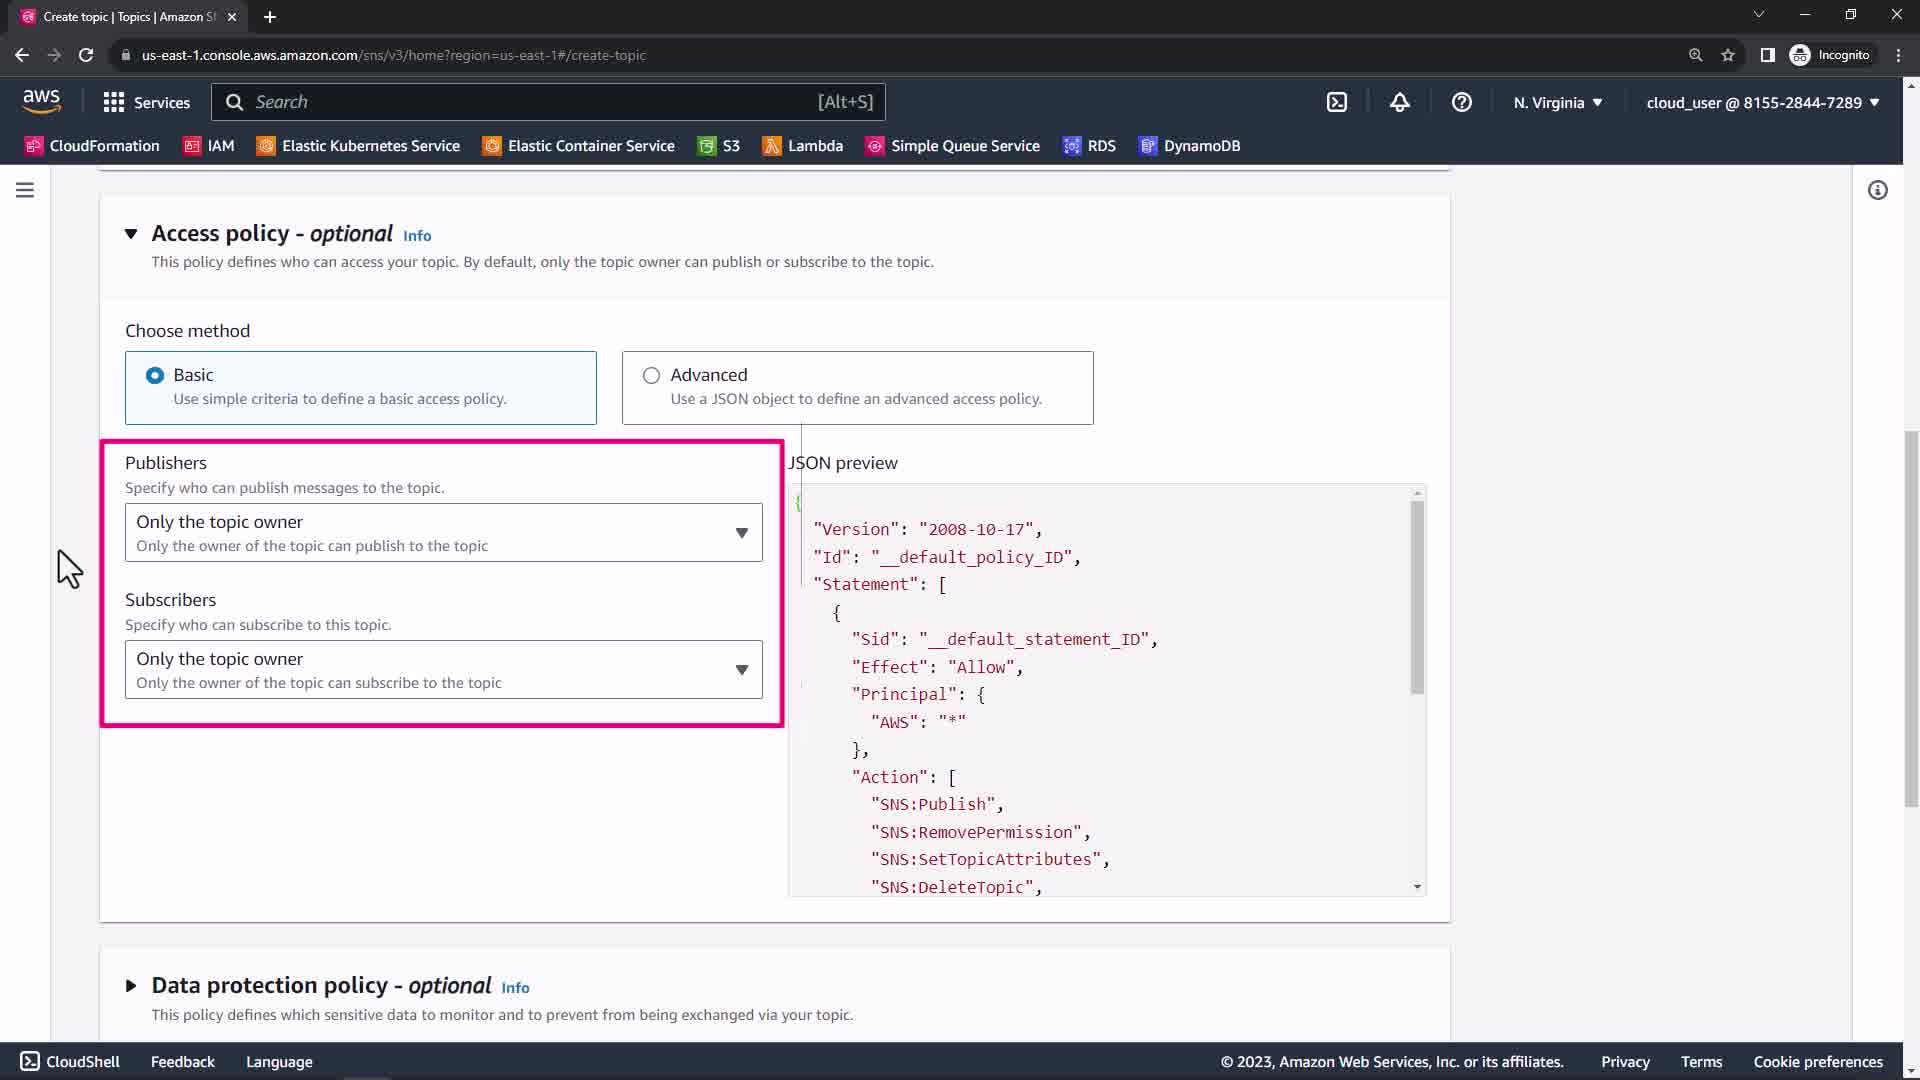 Create topic | Topics | Amazon S
us-east-1.console.aws.amazon.com/sns/v3/home?region=us-east-1#/create-topic
Incognito
aws
Services
Search
[Alt+S]
N. Virginia
cloud_user @ 8155-2844-7289
CloudFormation
IAM
Elastic Kubernetes Service
Elastic Container Service
S3
Lambda
Simple Queue Service
RDS
DynamoDB
Access policy - optional Info
This policy defines who can access your topic. By default, only the topic owner can publish or subscribe to the topic.
Choose method
Basic
Use simple criteria to define a basic access policy.
Advanced
Use a JSON object to define an advanced access policy.
Publishers
Specify who can publish messages to the topic.
Only the topic owner
Only the owner of the topic can publish to the topic
Subscribers
Specify who can subscribe to this topic.
Only the topic owner
Only the owner of the topic can subscribe to the topic
JSON preview
{
"Version": "2008-10-17",
"Id": "__default_policy_ID",
"Statement": [
{
"Sid": "__default_statement_ID",
"Effect": "Allow",
"Principal": {
"AWS": "*"
},
"Action": [
"SNS:Publish",
"SNS:RemovePermission",
"SNS:SetTopicAttributes",
"SNS:DeleteTopic",
Data protection policy - optional Info
This policy defines which sensitive data to monitor and to prevent from being exchanged via your topic.
CloudShell
Feedback
Language
© 2023, Amazon Web Services, Inc. or its affiliates.
Privacy
Terms
Cookie preferences